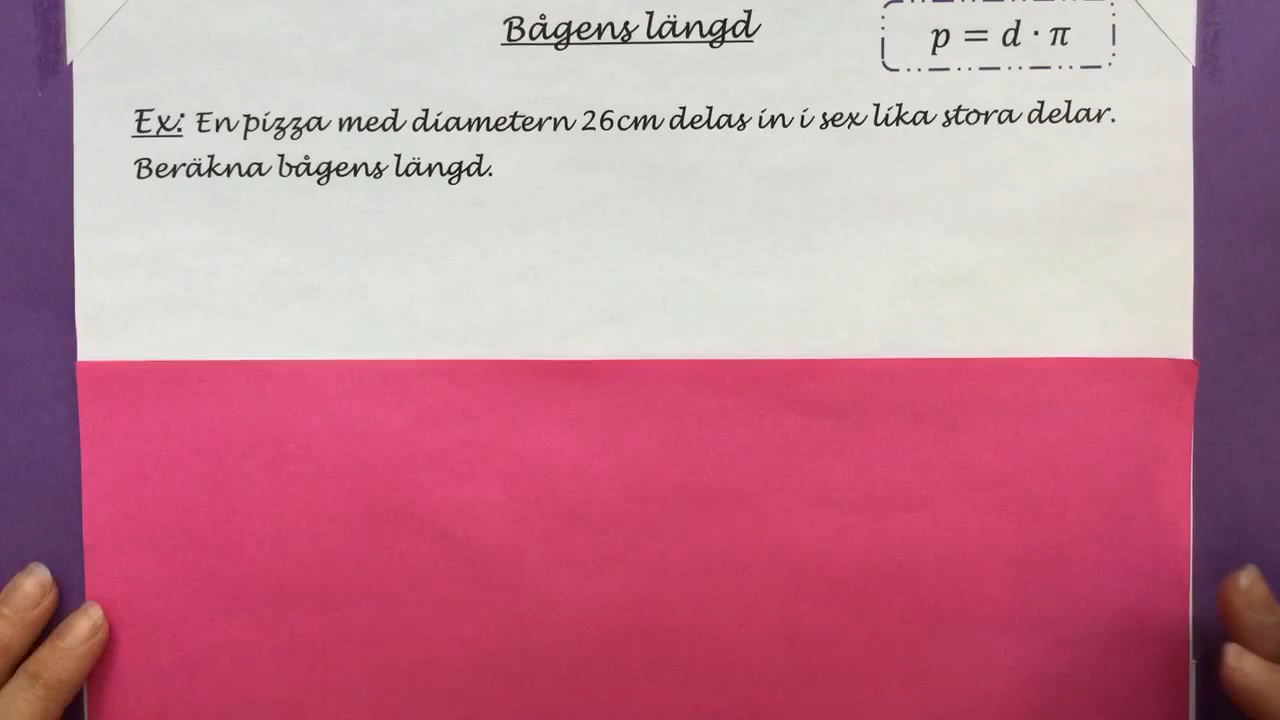 Bågens längd
p = d · π
Ex: En pizza med diametern 26cm delas in i sex lika stora delar.
Beräkna bågens längd.